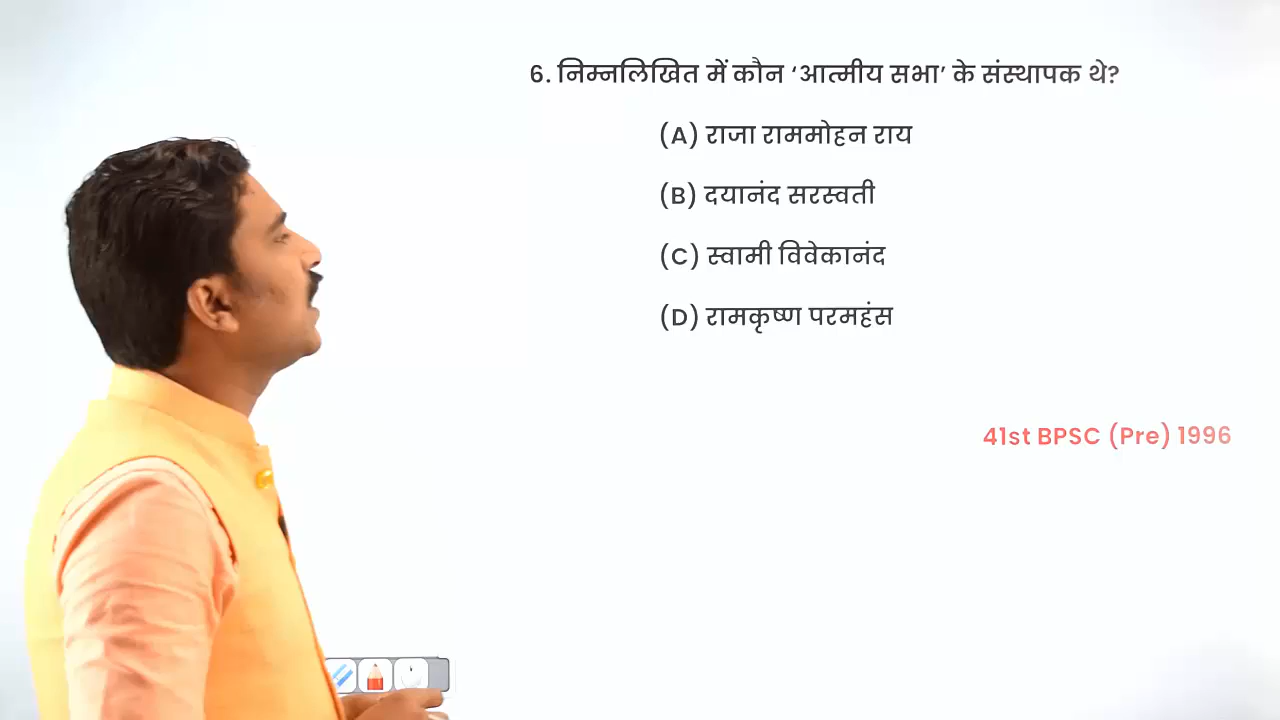 6. निम्नलिखित में कौन ‘आत्मीय सभा’ के संस्थापक थे?
(A) राजा राममोहन राय
(B) दयानंद सरस्वती
(C) स्वामी विवेकानंद
(D) रामकृष्ण परमहंस
41st BPSC (Pre) 1996